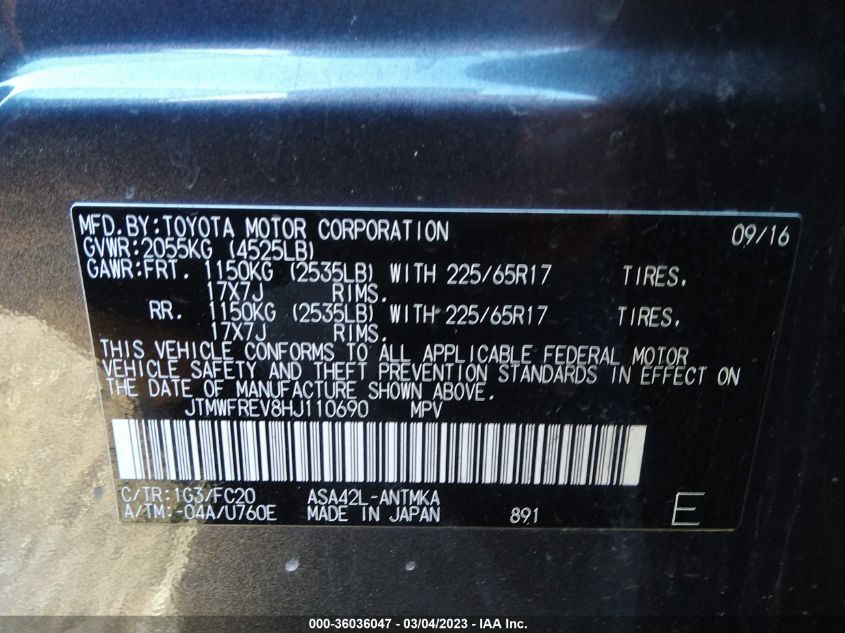 MFD.BY:TOYOTA MOTOR CORPORATION 09/16
GVWR:2055KG (4525LB)
GAWR:FRT. 1150KG (2535LB) WITH 225/65R17 TIRES,
17X7J RIMS.
RR. 1150KG (2535LB) WITH 225/65R17 TIRES,
17X7J RIMS.
THIS VEHICLE CONFORMS TO ALL APPLICABLE FEDERAL MOTOR
VEHICLE SAFETY AND THEFT PREVENTION STANDARDS IN EFFECT ON
THE DATE OF MANUFACTURE SHOWN ABOVE.
JTMWFREV8HJ110690 MPV
C/TR:1G3/FC20 ASA42L-ANTMKA
A/TM:-04A/U760E MADE IN JAPAN 891 E
000-36036047 - 03/04/2023 - IAA Inc.